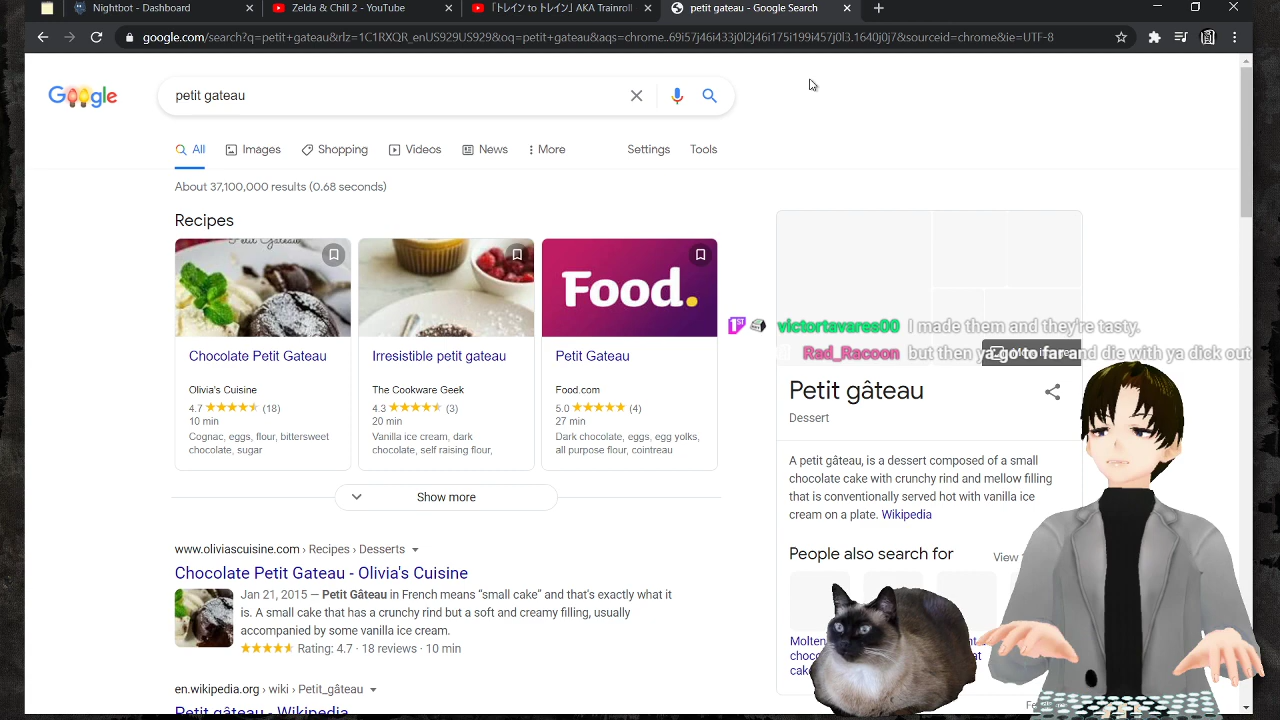 Nightbot - Dashboard
Zelda & Chill 2 - YouTube
「トレイン to トレイン」 AKA Trainroll
petit gateau - Google Search
google.com/search?q=petit+gateau&rlz=1C1RXQR_enUS929US929&oq=petit+gateau&aqs=chrome..69i57j46i433j0l2j46i175i199i457j0l3.1640j0j7&sourceid=chrome&ie=UTF-8
Google
petit gateau
All
Images
Shopping
Videos
News
More
Settings
Tools
About 37,100,000 results (0.68 seconds)
Recipes
Petit Gateau
Food.
Chocolate Petit Gateau
Irresistible petit gateau
Petit Gateau
Olivia's Cuisine
The Cookware Geek
Food.com
4.7 (18)
4.3 (3)
5.0 (4)
10 min
20 min
27 min
Cognac, eggs, flour, bittersweet
chocolate, sugar
Vanilla ice cream, dark
chocolate, self raising flour,
Dark chocolate, eggs, egg yolks,
all purpose flour, cointreau
Show more
www.oliviascuisine.com › Recipes › Desserts
Chocolate Petit Gateau - Olivia's Cuisine
Jan 21, 2015 — Petit Gâteau in French means “small cake” and that's exactly what it
is. A small cake that has a crunchy rind but a soft and creamy filling, usually
accompanied by some vanilla ice cream.
Rating: 4.7 · 18 reviews · 10 min
en.wikipedia.org › wiki › Petit_gâteau
Petit gâteau - Wikipedia
1ST
victortavares00 I made them and they're tasty.
Rad_Racoon but then ya go to far and die with ya dick out
Petit gâteau
Dessert
A petit gâteau, is a dessert composed of a small
chocolate cake with crunchy rind and mellow filling
that is conventionally served hot with vanilla ice
cream on a plate. Wikipedia
People also search for
View
Molten
choco
cake